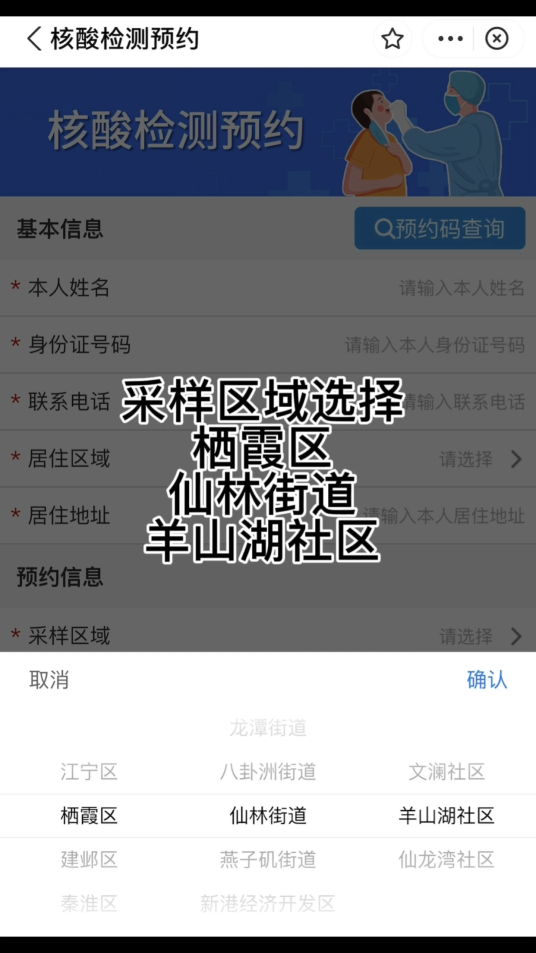 核酸检测预约
核酸检测预约
基本信息
预约码查询
* 本人姓名
请输入本人姓名
* 身份证号码
请输入本人身份证号码
* 联系电话
请输入联系电话
采样区域选择
栖霞区
仙林街道
羊山湖社区
* 居住区域
请选择
* 居住地址
请输入本人居住地址
预约信息
* 采样区域
请选择
取消
确认
龙潭街道
江宁区 八卦洲街道 文澜社区
栖霞区 仙林街道 羊山湖社区
建邺区 燕子矶街道 仙龙湾社区
秦淮区 新港经济开发区